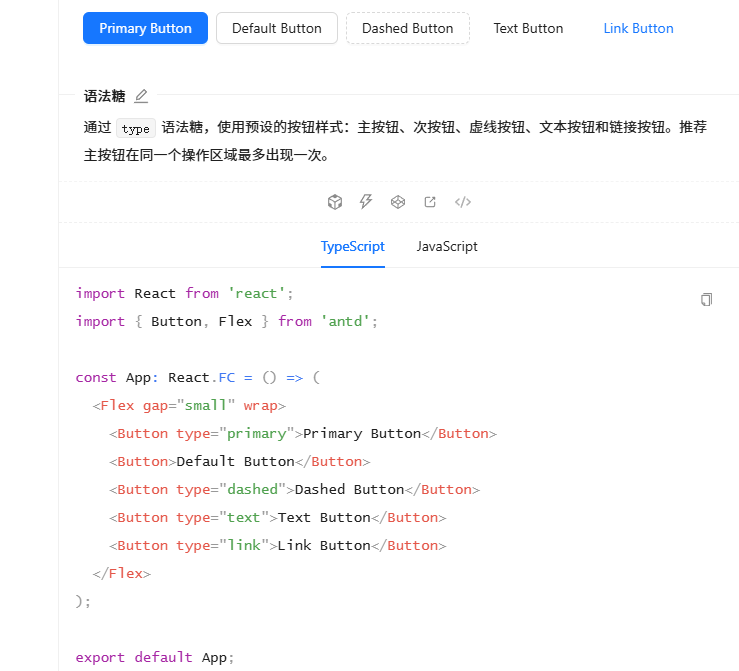 Primary Button Default Button Dashed Button Text Button Link Button
语法糖
通过 type 语法糖，使用预设的按钮样式：主按钮、次按钮、虚线按钮、文本按钮和链接按钮。推荐
主按钮在同一个操作区域最多出现一次。
TypeScript JavaScript
import React from 'react';
import { Button, Flex } from 'antd';
const App: React.FC = () => (
  <Flex gap="small" wrap>
    <Button type="primary">Primary Button</Button>
    <Button>Default Button</Button>
    <Button type="dashed">Dashed Button</Button>
    <Button type="text">Text Button</Button>
    <Button type="link">Link Button</Button>
  </Flex>
);
export default App;